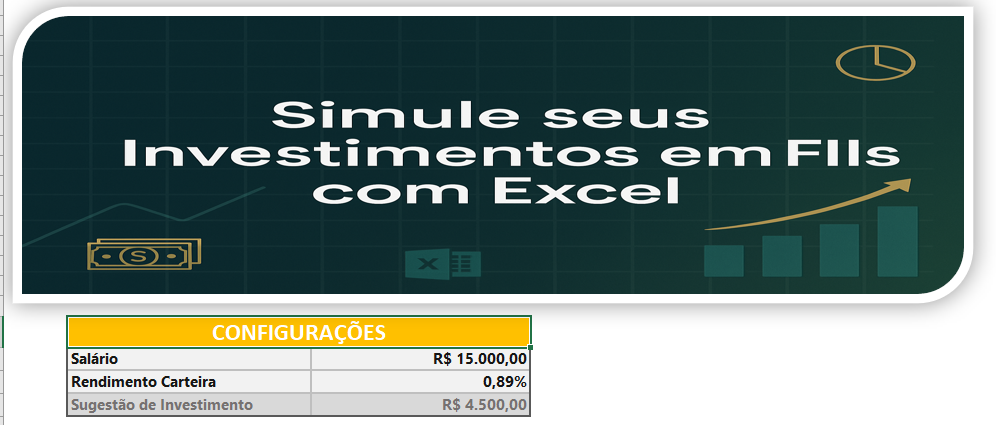 Simule seus
Investimentos em FIIs
com Excel
S
X
CONFIGURAÇÕES
Salário R$ 15.000,00
Rendimento Carteira 0,89%
Sugestão de Investimento R$ 4.500,00